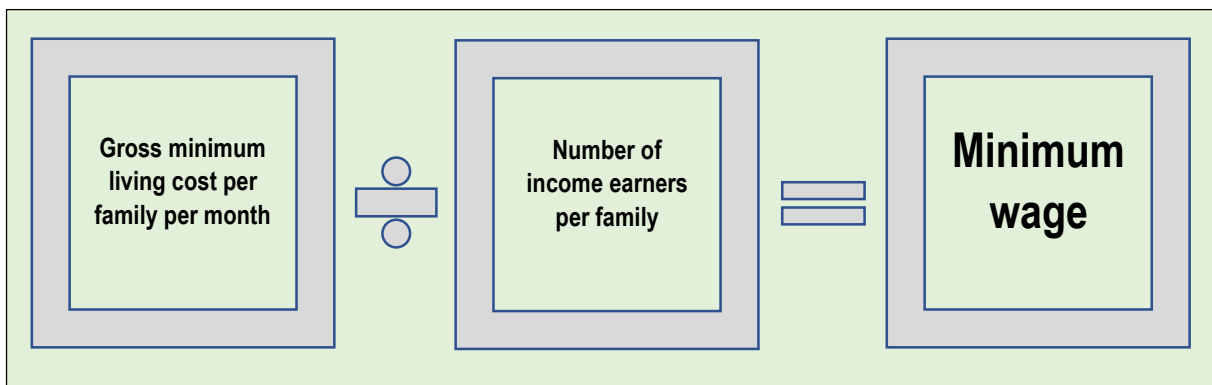 Gross minimum
living cost per
family per month
Number of
income earners
per family
Minimum
wage